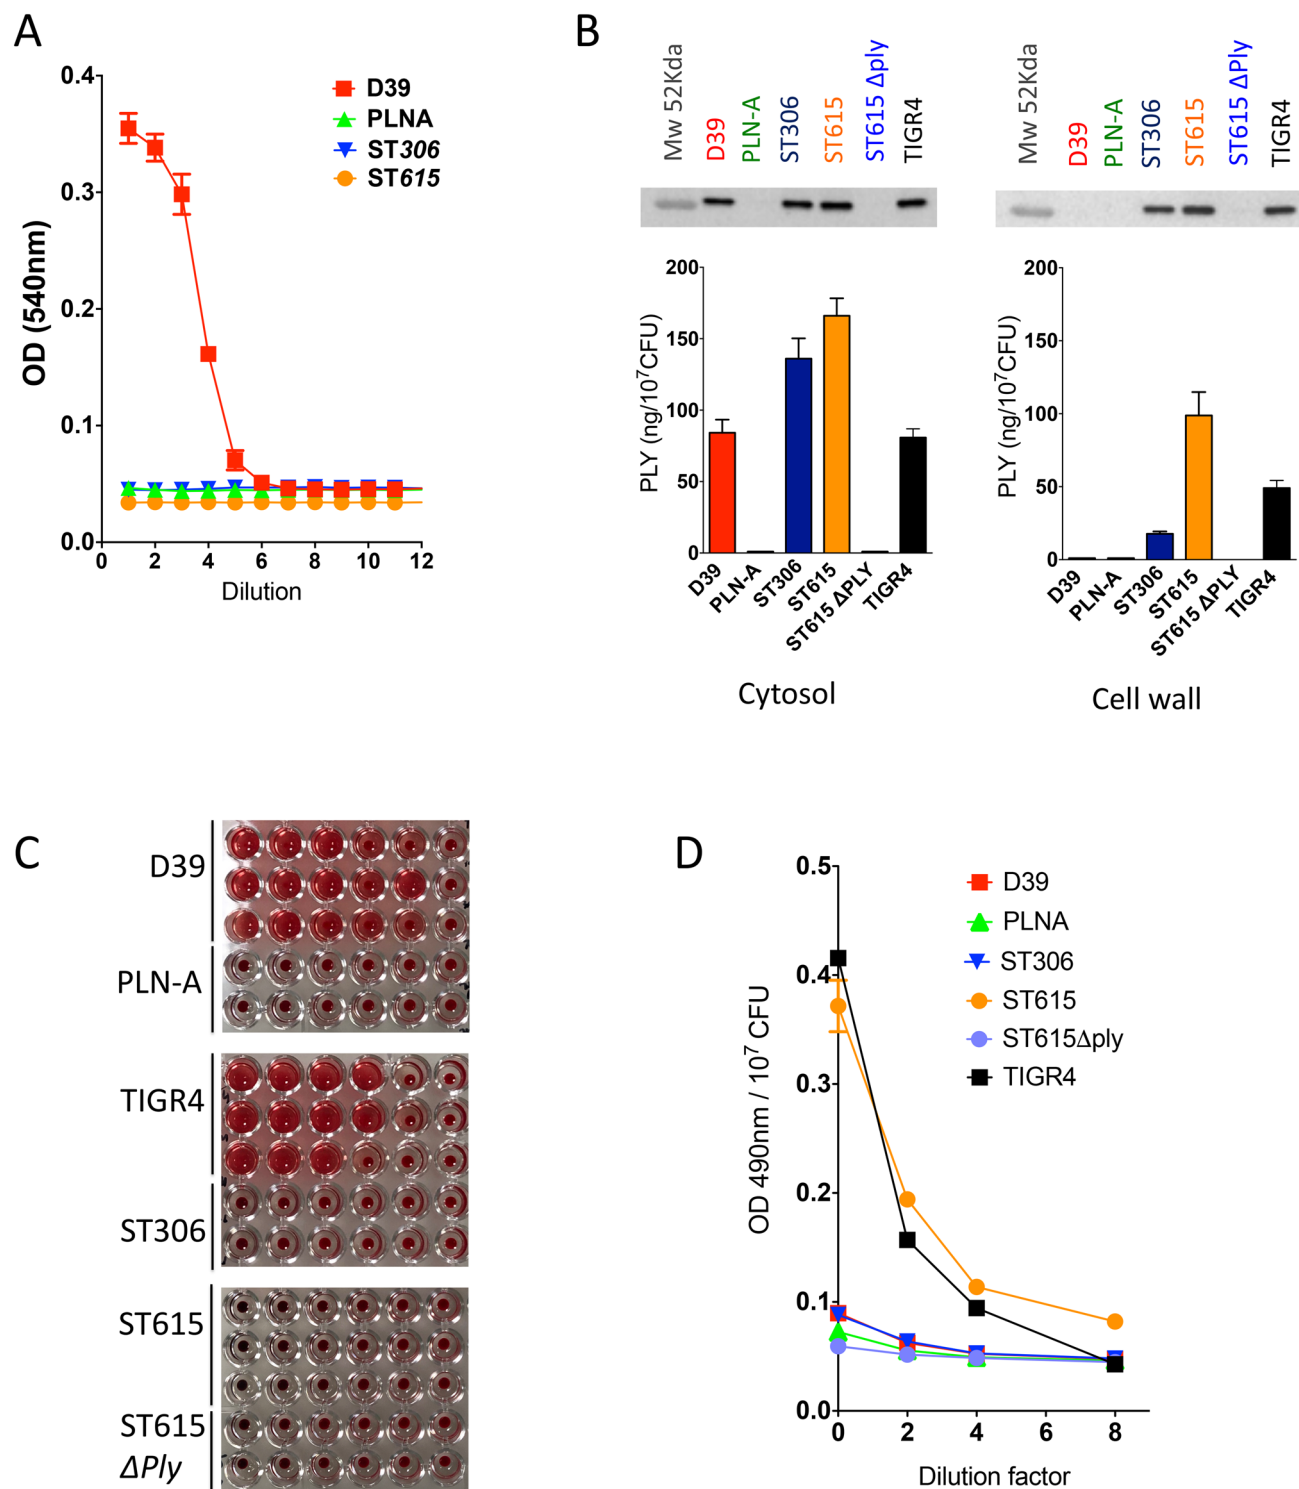 A
0.4
0.3
0.2
0.1
0.0
OD (540nm)
0 2 4 6 8 10 12
Dilution
D39
PLNA
ST306
ST615
B
Mw 52Kda
D39
PLN-A
ST306
ST615
ST615 Δply
TIGR4
200
150
100
50
0
PLY (ng/10⁷CFU)
D39
PLN-A
ST306
ST615
ST615 ΔPLY
TIGR4
Cytosol
Mw 52Kda
D39
PLN-A
ST306
ST615
ST615 ΔPly
TIGR4
200
150
100
50
0
PLY (ng/10⁷CFU)
D39
PLN-A
ST306
ST615
ST615 ΔPLY
TIGR4
Cell wall
C
D39
PLN-A
TIGR4
ST306
ST615
ST615
ΔPly
D
0.5
0.4
0.3
0.2
0.1
0.0
OD 490nm / 10⁷ CFU
0 2 4 6 8
Dilution factor
D39
PLNA
ST306
ST615
ST615Δply
TIGR4